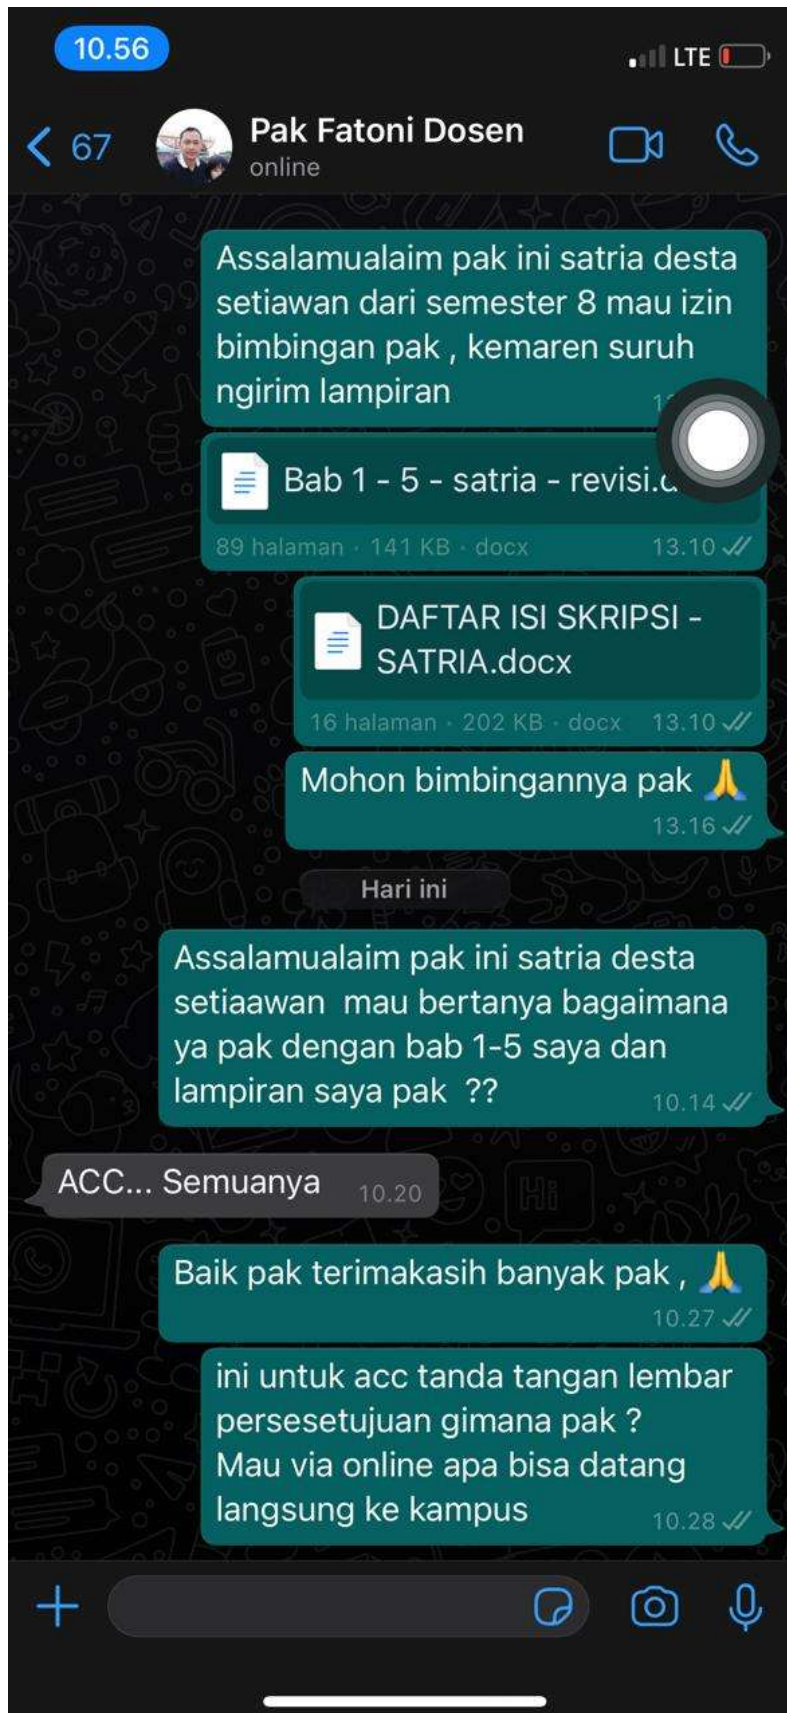 10.56
LTE
67
Pak Fatoni Dosen
online
Assalamualaim pak ini satria desta
setiawan dari semester 8 mau izin
bimbingan pak , kemaren suruh
ngirim lampiran
Bab 1 - 5 - satria - revisi.
89 halaman · 141 KB · docx 13.10
DAFTAR ISI SKRIPSI -
SATRIA.docx
16 halaman · 202 KB · docx 13.10
Mohon bimbingannya pak 🙏
13.16
Hari ini
Assalamualaim pak ini satria desta
setiaawan mau bertanya bagaimana
ya pak dengan bab 1-5 saya dan
lampiran saya pak ??
10.14
ACC... Semuanya 10.20
Baik pak terimakasih banyak pak , 🙏
10.27
ini untuk acc tanda tangan lembar
persesetujuan gimana pak ?
Mau via online apa bisa datang
langsung ke kampus
10.28